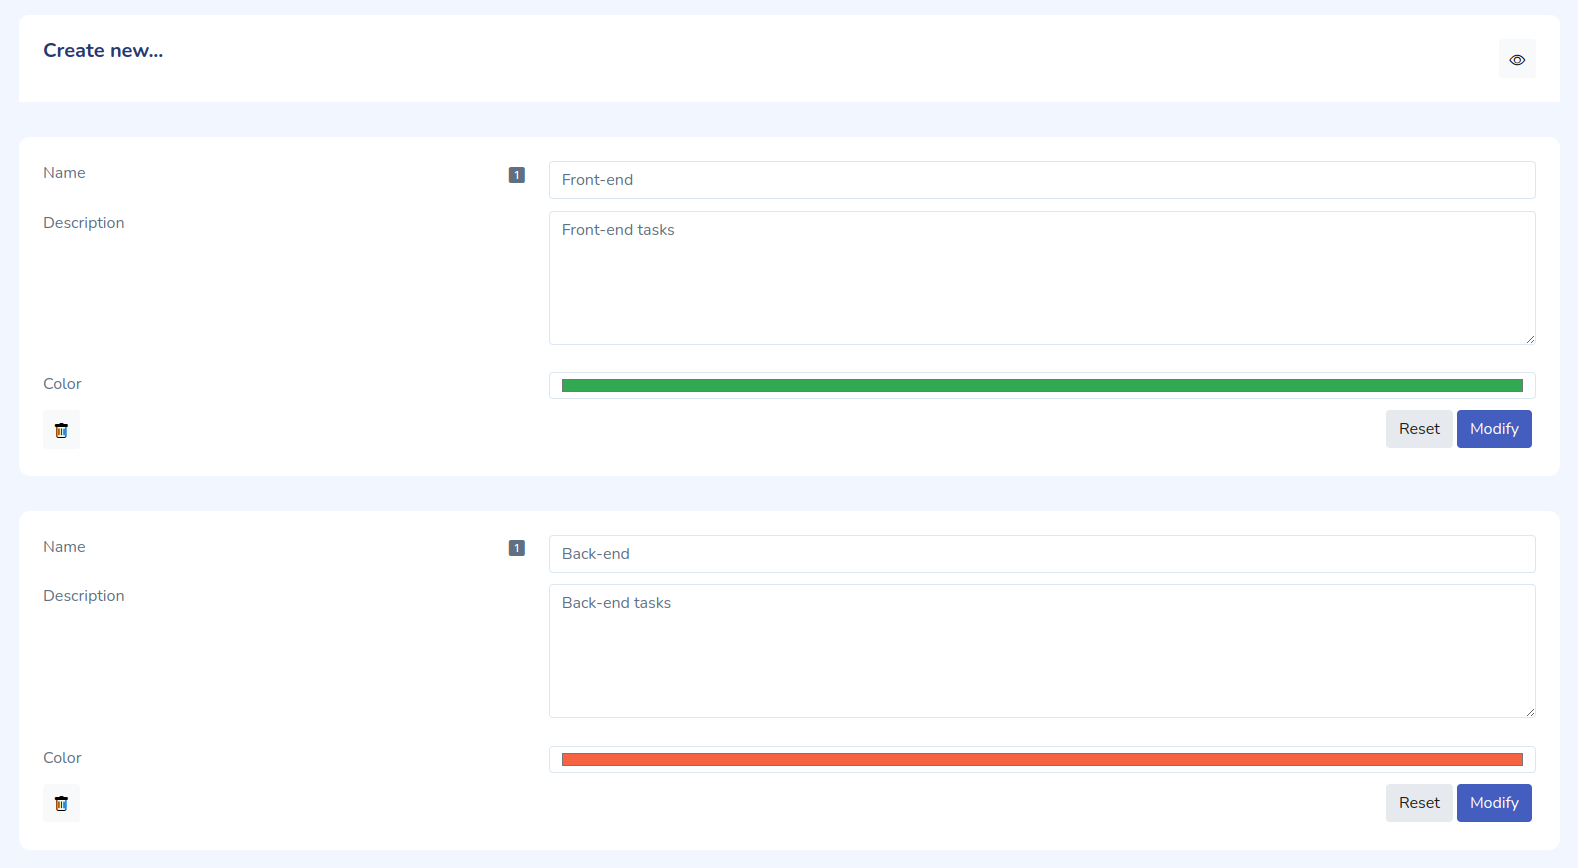 Create new...
Name 1 Front-end
Description Front-end tasks
Color
Reset Modify
Name 1 Back-end
Description Back-end tasks
Color
Reset Modify